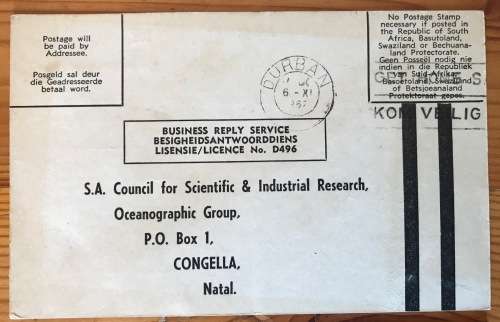 Postage will
be paid by
Addressee.
Posgeld sal deur
die Geadresseerde
betaal word.
No Postage Stamp
necessary if posted in
the Republic of South
Africa, Basutoland,
Swaziland or Bechuana-
land Protectorate.
Geen Posseël nodig nie
indien in die Republiek
van Suid-Afrika,
Basoetoland, Swaziland
of Betsjoeanaland
Protektoraat gepos.
DURBAN
6-XI
KOM VEILIG
BUSINESS REPLY SERVICE
BESIGHEIDSANTWOORDDIENS
LISENSIE/LICENCE No. D496
S.A. Council for Scientific & Industrial Research,
Oceanographic Group,
P.O. Box 1,
CONGELLA,
Natal.